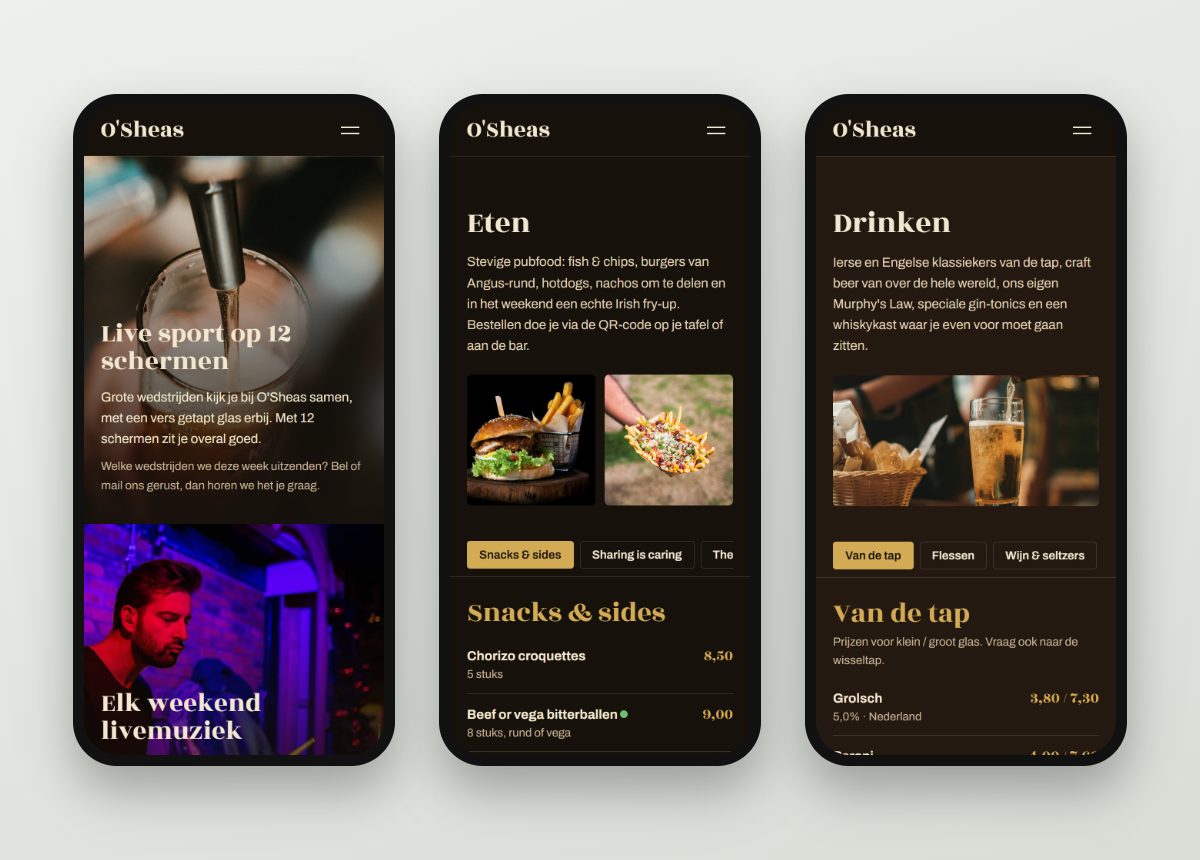 O'Sheas
Live sport op 12
schermen
Grote wedstrijden kijk je bij O'Sheas samen,
met een vers getapt glas erbij. Met 12
schermen zit je overal goed.
Welke wedstrijden we deze week uitzenden? Bel of
mail ons gerust, dan horen we het je graag.
Elk weekend
livemuziek
O'Sheas
Eten
Stevige pubfood: fish & chips, burgers van
Angus-rund, hotdogs, nachos om te delen en
in het weekend een echte Irish fry-up.
Bestellen doe je via de QR-code op je tafel of
aan de bar.
Snacks & sides Sharing is caring The
Snacks & sides
Chorizo croquettes 8,50
5 stuks
Beef or vega bitterballen 9,00
8 stuks, rund of vega
O'Sheas
Drinken
Ierse en Engelse klassiekers van de tap, craft
beer van over de hele wereld, ons eigen
Murphy's Law, speciale gin-tonics en een
whiskykast waar je even voor moet gaan
zitten.
Van de tap Flessen Wijn & seltzers
Van de tap
Prijzen voor klein / groot glas. Vraag ook naar de
wisseltap.
Grolsch 3,80 / 7,30
5,0% · Nederland